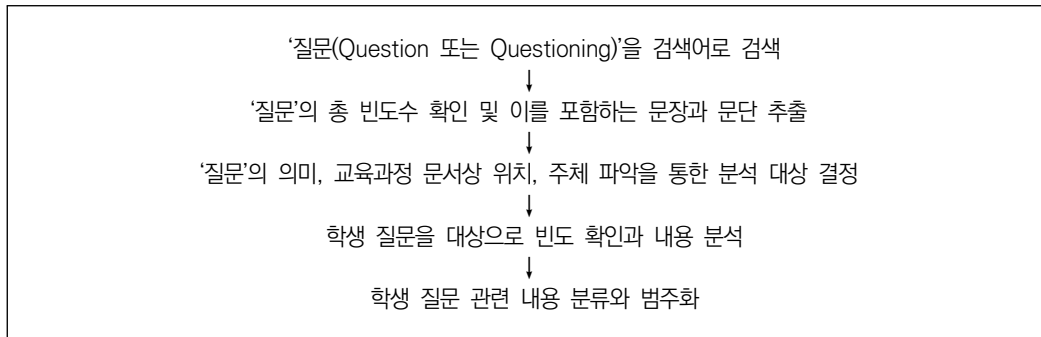 ‘질문(Question 또는 Questioning)’을 검색어로 검색
↓
‘질문’의 총 빈도수 확인 및 이를 포함하는 문장과 문단 추출
↓
‘질문’의 의미, 교육과정 문서상 위치, 주체 파악을 통한 분석 대상 결정
↓
학생 질문을 대상으로 빈도 확인과 내용 분석
↓
학생 질문 관련 내용 분류와 범주화